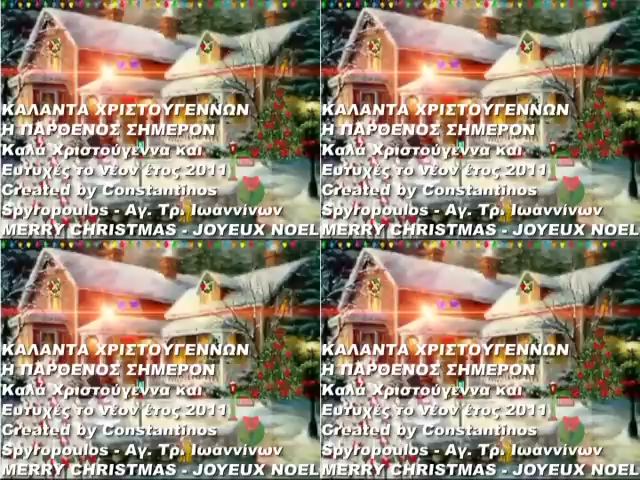 ΚΑΛΑΝΤΑ ΧΡΙΣΤΟΥΓΕΝΝΩΝ
Η ΠΑΡΘΕΝΟΣ ΣΗΜΕΡΟΝ
Καλά Χριστούγεννα και
Ευτυχές το νέον έτος 2011
Created by Constantinos
Spyropoulos - Αγ. Τρ. Ιωαννίνων
MERRY CHRISTMAS - JOYEUX NOEL
ΚΑΛΑΝΤΑ ΧΡΙΣΤΟΥΓΕΝΝΩΝ
Η ΠΑΡΘΕΝΟΣ ΣΗΜΕΡΟΝ
Καλά Χριστούγεννα και
Ευτυχές το νέον έτος 2011
Created by Constantinos
Spyropoulos - Αγ. Τρ. Ιωαννίνων
MERRY CHRISTMAS - JOYEUX NOEL
ΚΑΛΑΝΤΑ ΧΡΙΣΤΟΥΓΕΝΝΩΝ
Η ΠΑΡΘΕΝΟΣ ΣΗΜΕΡΟΝ
Καλά Χριστούγεννα και
Ευτυχές το νέον έτος 2011
Created by Constantinos
Spyropoulos - Αγ. Τρ. Ιωαννίνων
MERRY CHRISTMAS - JOYEUX NOEL
ΚΑΛΑΝΤΑ ΧΡΙΣΤΟΥΓΕΝΝΩΝ
Η ΠΑΡΘΕΝΟΣ ΣΗΜΕΡΟΝ
Καλά Χριστούγεννα και
Ευτυχές το νέον έτος 2011
Created by Constantinos
Spyropoulos - Αγ. Τρ. Ιωαννίνων
MERRY CHRISTMAS - JOYEUX NOEL